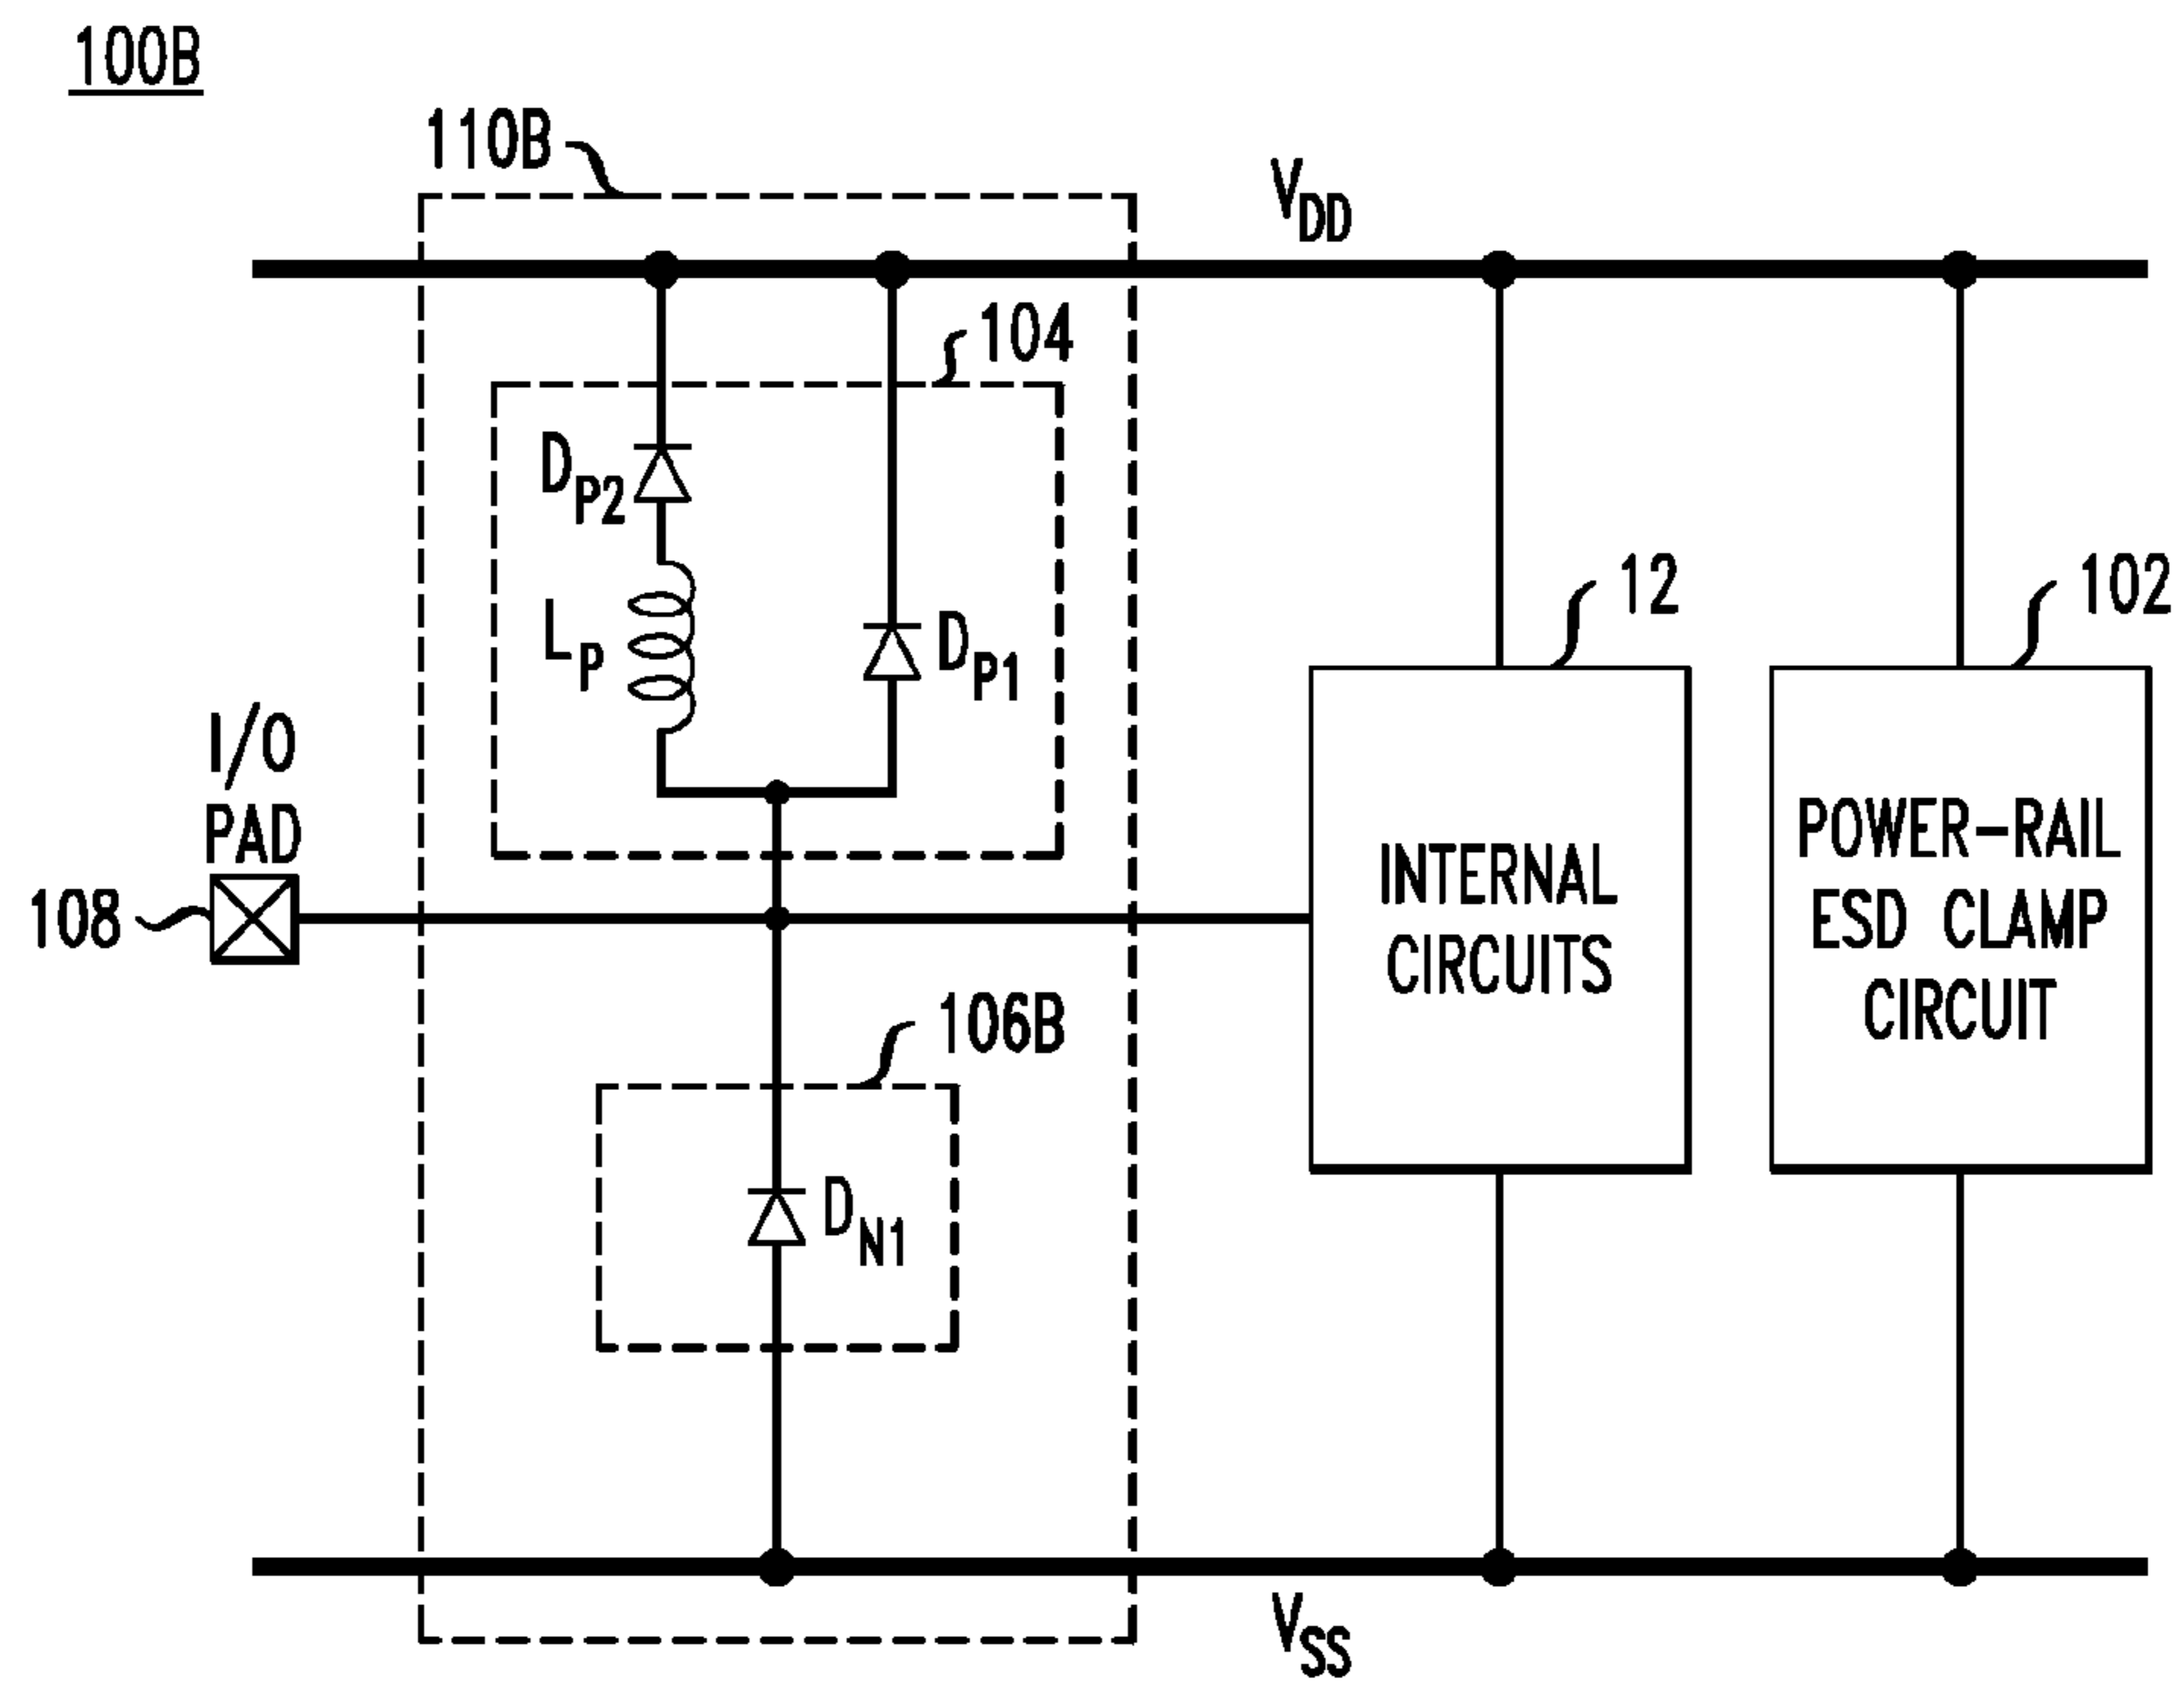 100B
110B
VDD
104
DP2
LP
DP1
12
102
I/O
PAD
108
INTERNAL
CIRCUITS
POWER-RAIL
ESD CLAMP
CIRCUIT
106B
DN1
VSS